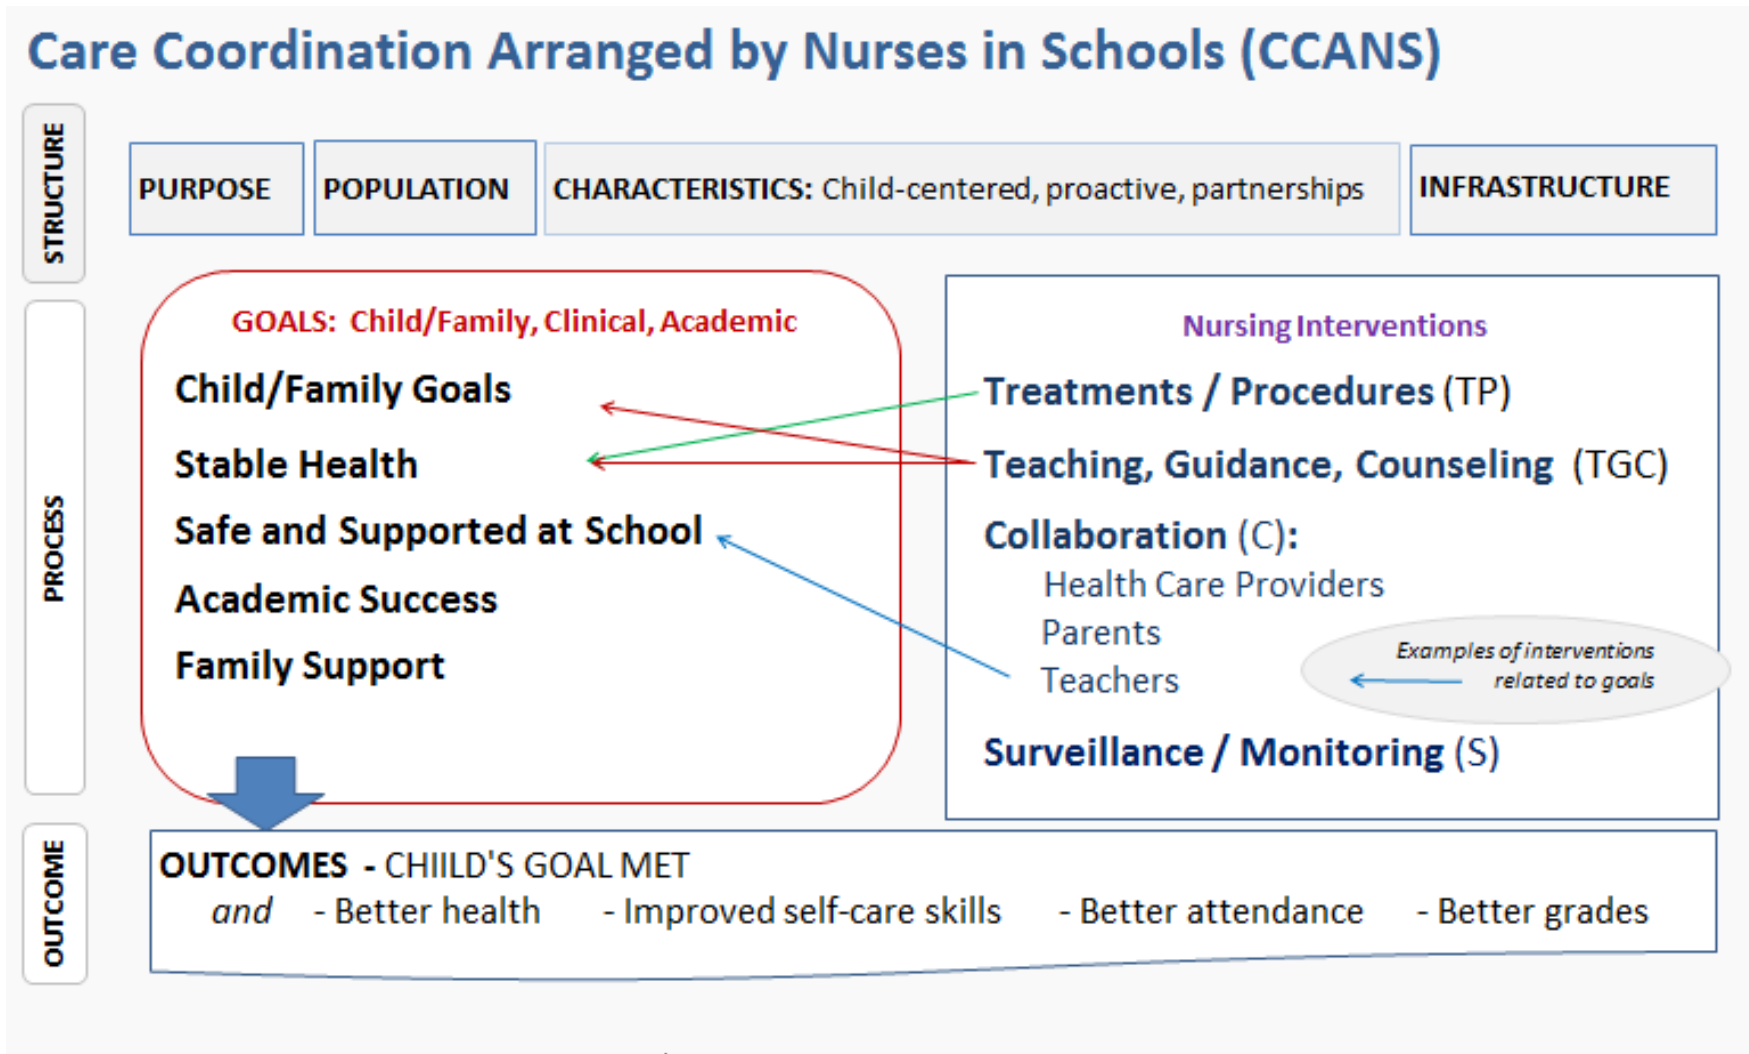 Care Coordination Arranged by Nurses in Schools (CCANS)
STRUCTURE
PURPOSE
POPULATION
CHARACTERISTICS: Child-centered, proactive, partnerships
INFRASTRUCTURE
PROCESS
GOALS: Child/Family, Clinical, Academic
Child/Family Goals
Stable Health
Safe and Supported at School
Academic Success
Family Support
Nursing Interventions
Treatments / Procedures (TP)
Teaching, Guidance, Counseling (TGC)
Collaboration (C):
Health Care Providers
Parents
Teachers
Examples of interventions
related to goals
Surveillance / Monitoring (S)
OUTCOME
OUTCOMES - CHIILD'S GOAL MET
and - Better health - Improved self-care skills - Better attendance - Better grades